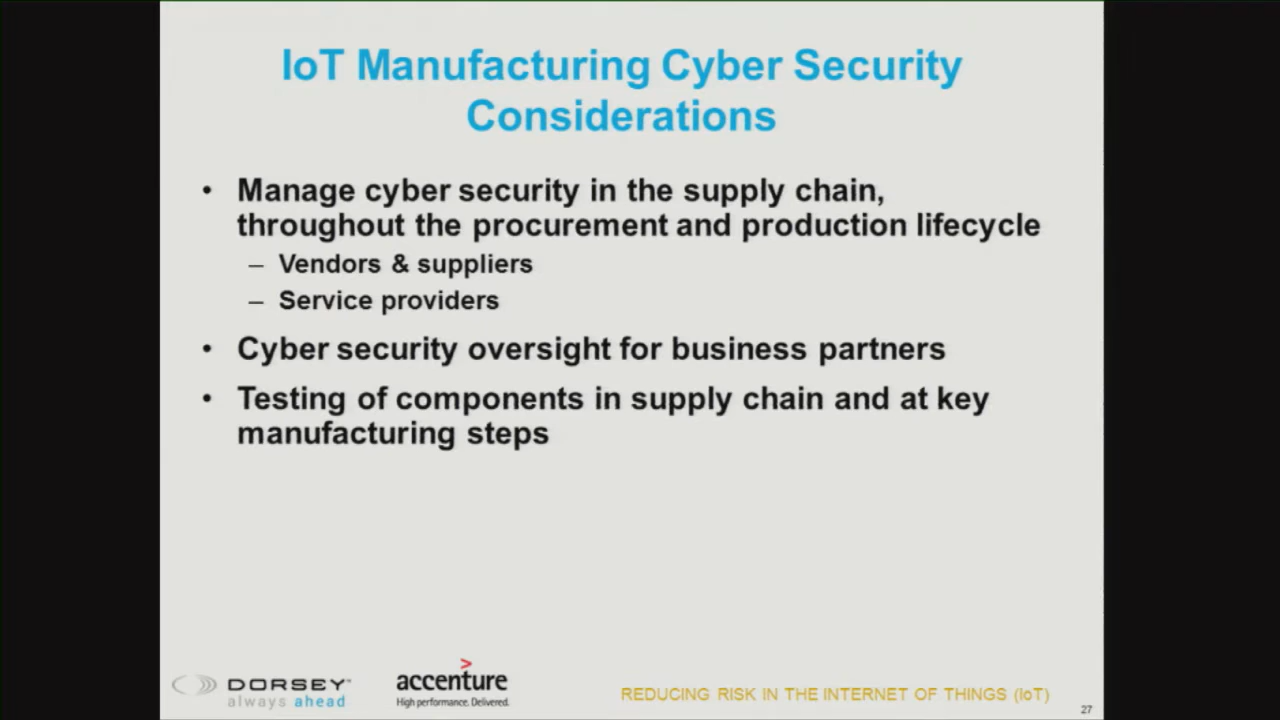 IoT Manufacturing Cyber Security
Considerations
• Manage cyber security in the supply chain,
throughout the procurement and production lifecycle
– Vendors & suppliers
– Service providers
• Cyber security oversight for business partners
• Testing of components in supply chain and at key
manufacturing steps
DORSEY™
always ahead
>
accenture
High performance. Delivered.
REDUCING RISK IN THE INTERNET OF THINGS (IoT)
27